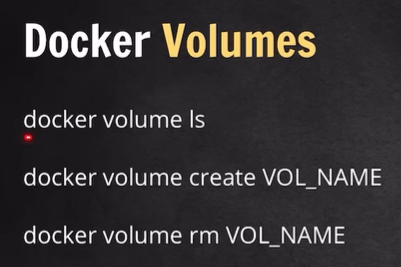 Docker Volumes
docker volume ls
docker volume create VOL_NAME
docker volume rm VOL_NAME